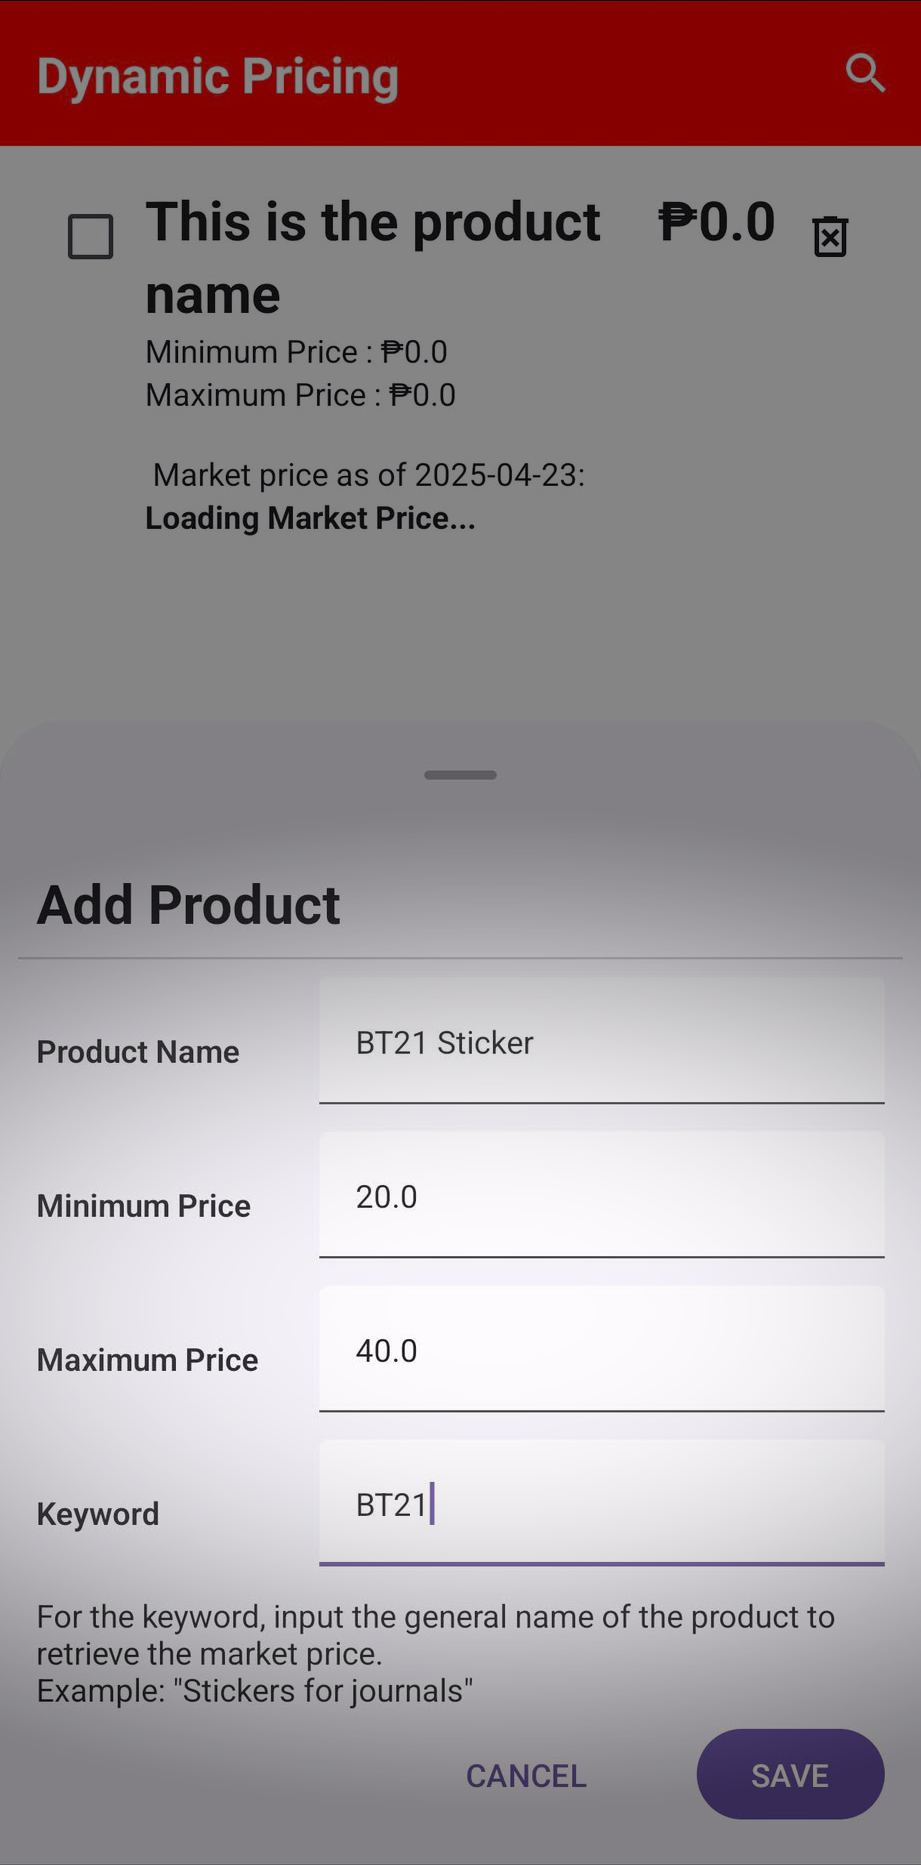 Dynamic Pricing
This is the product ₱0.0
name
Minimum Price : ₱0.0
Maximum Price : ₱0.0
Market price as of 2025-04-23:
Loading Market Price...
Add Product
Product Name BT21 Sticker
Minimum Price 20.0
Maximum Price 40.0
Keyword BT21
For the keyword, input the general name of the product to
retrieve the market price.
Example: "Stickers for journals"
CANCEL SAVE